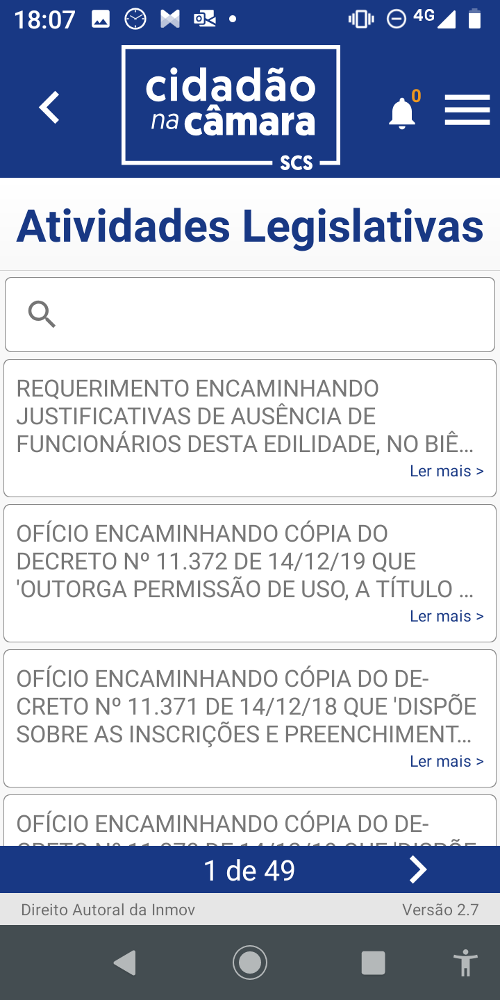 18:07
4G
cidadão
na câmara
SCS
0
Atividades Legislativas
REQUERIMENTO ENCAMINHANDO
JUSTIFICATIVAS DE AUSÊNCIA DE
FUNCIONÁRIOS DESTA EDILIDADE, NO BIÊ...
Ler mais >
OFÍCIO ENCAMINHANDO CÓPIA DO
DECRETO Nº 11.372 DE 14/12/19 QUE
'OUTORGA PERMISSÃO DE USO, A TÍTULO ...
Ler mais >
OFÍCIO ENCAMINHANDO CÓPIA DO DE-
CRETO Nº 11.371 DE 14/12/18 QUE 'DISPÕE
SOBRE AS INSCRIÇÕES E PREENCHIMENT...
Ler mais >
OFÍCIO ENCAMINHANDO CÓPIA DO DE-
1 de 49
Direito Autoral da Inmov
Versão 2.7